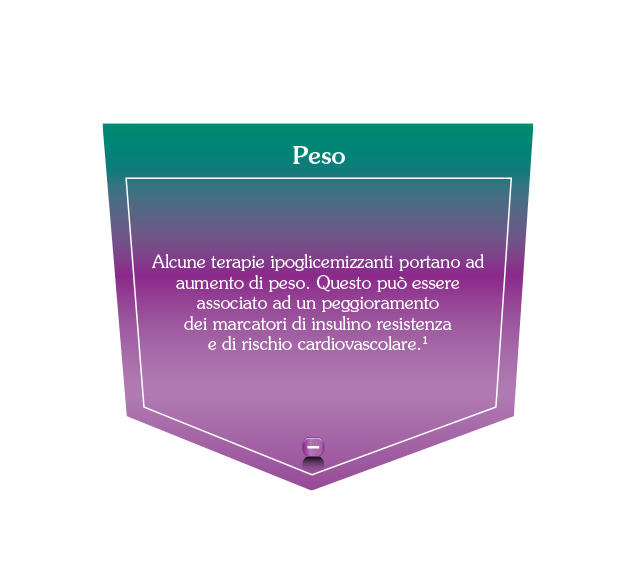 Peso
Alcune terapie ipoglicemizzanti portano ad
aumento di peso. Questo può essere
associato ad un peggioramento
dei marcatori di insulino resistenza
e di rischio cardiovascolare.¹